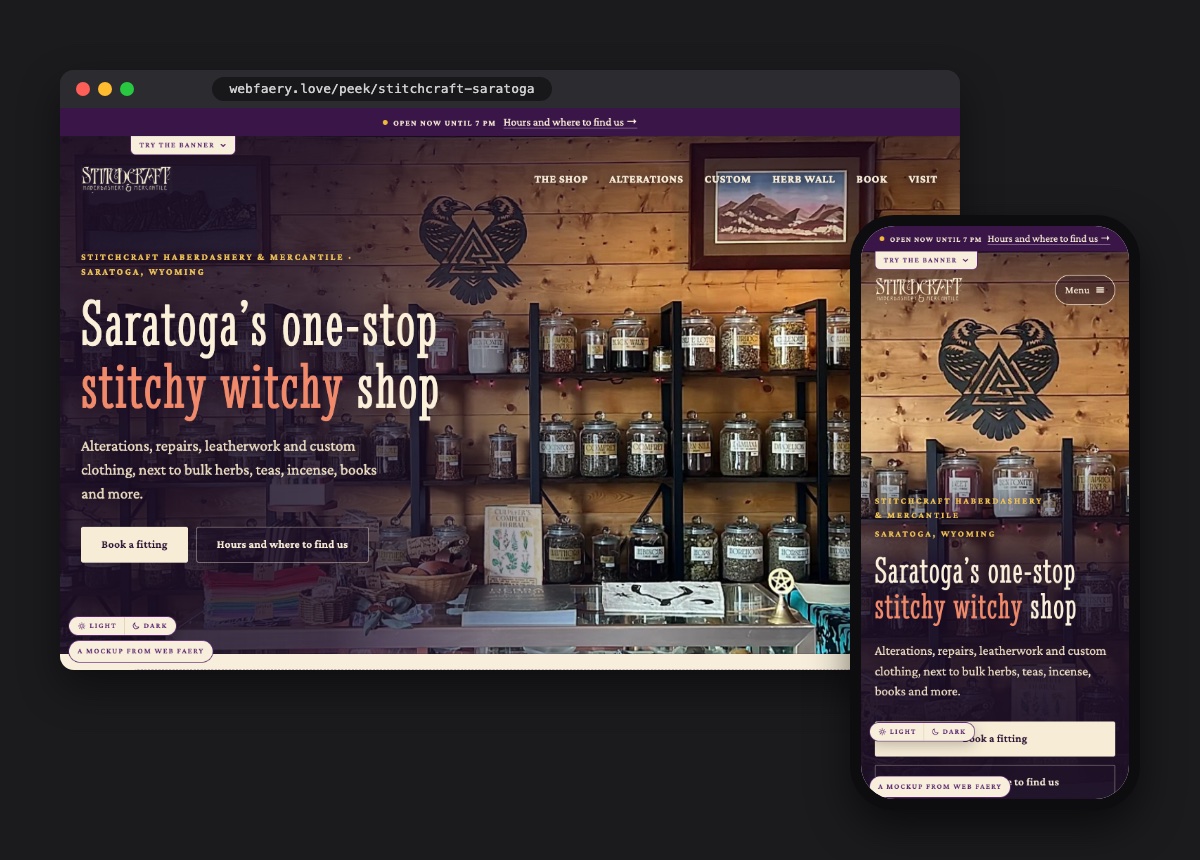 webfaery.love/peek/stitchcraft-saratoga
OPEN NOW UNTIL 7 PM Hours and where to find us →
TRY THE BANNER
STITCHCRAFT
HABERDASHERY & MERCANTILE
THE SHOP ALTERATIONS CUSTOM HERB WALL BOOK VISIT
STITCHCRAFT HABERDASHERY & MERCANTILE ·
SARATOGA, WYOMING
Saratoga’s one-stop
stitchy witchy shop
Alterations, repairs, leatherwork and custom
clothing, next to bulk herbs, teas, incense, books
and more.
Book a fitting
Hours and where to find us
LIGHT DARK
A MOCKUP FROM WEB FAERY
OPEN NOW UNTIL 7 PM Hours and where to find us →
TRY THE BANNER
STITCHCRAFT
HABERDASHERY & MERCANTILE
Menu
STITCHCRAFT HABERDASHERY
& MERCANTILE
SARATOGA, WYOMING
Saratoga’s one-stop
stitchy witchy shop
Alterations, repairs, leatherwork and custom
clothing, next to bulk herbs, teas, incense,
books and more.
LIGHT DARK
a fitting
to find us
A MOCKUP FROM WEB FAERY